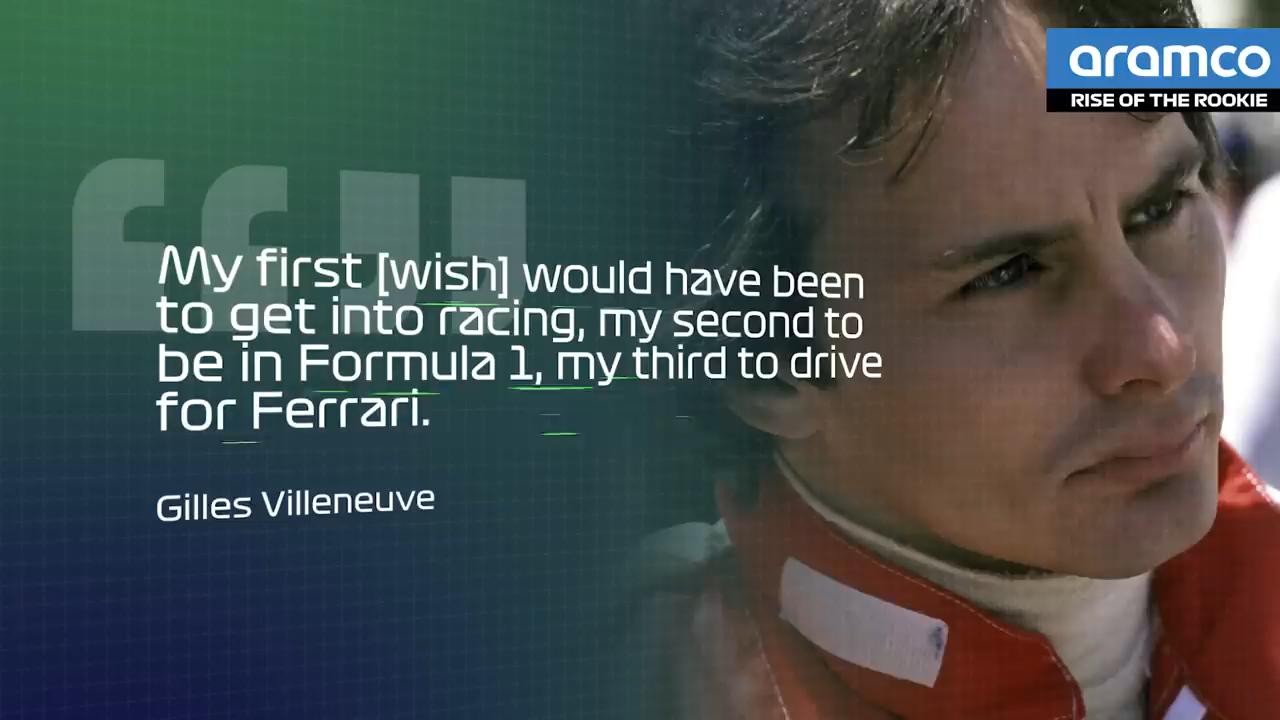 aramco
RISE OF THE ROOKIE
My first [wish] would have been
to get into racing, my second to
be in Formula 1, my third to drive
for Ferrari.
Gilles Villeneuve